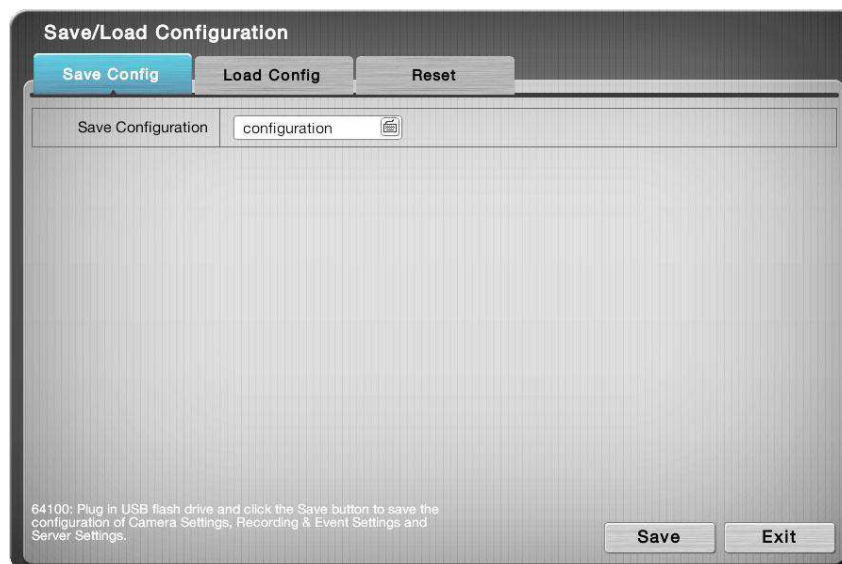 Save/Load Configuration
Save Config Load Config Reset
Save Configuration configuration
64100: Plug in USB flash drive and click the Save button to save the
configuration of Camera Settings, Recording & Event Settings and
Server Settings.
Save Exit